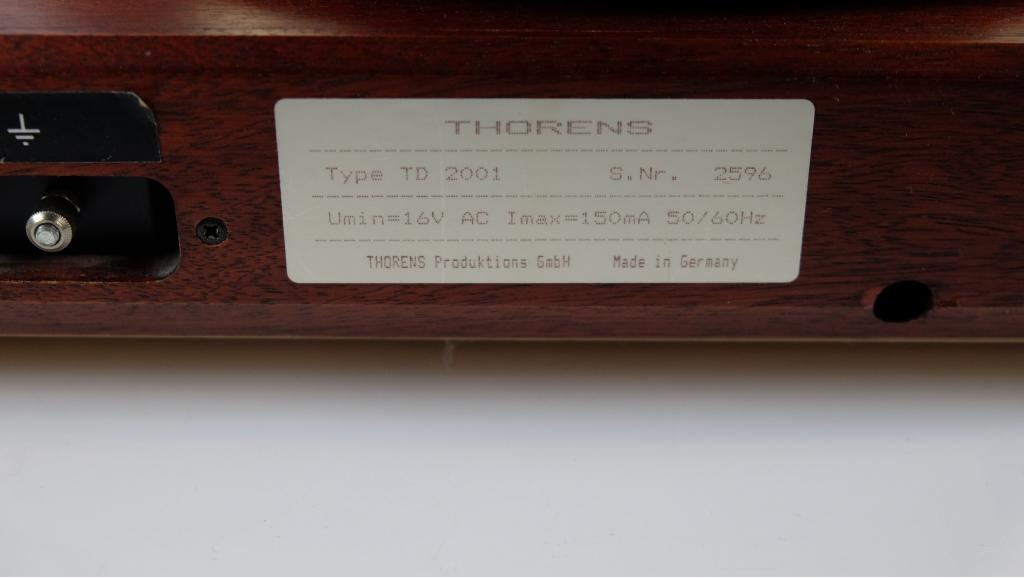 THORENS
Type TD 2001 S.Nr. 2596
Umin=16V AC Imax=150mA 50/60Hz
THORENS Produktions GmbH Made in Germany